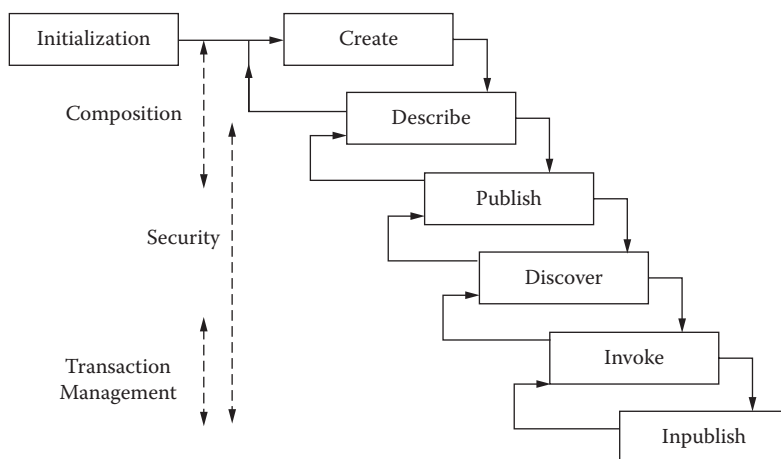 Initialization
Create
Composition
Describe
Publish
Security
Discover
Transaction
Management
Invoke
Inpublish